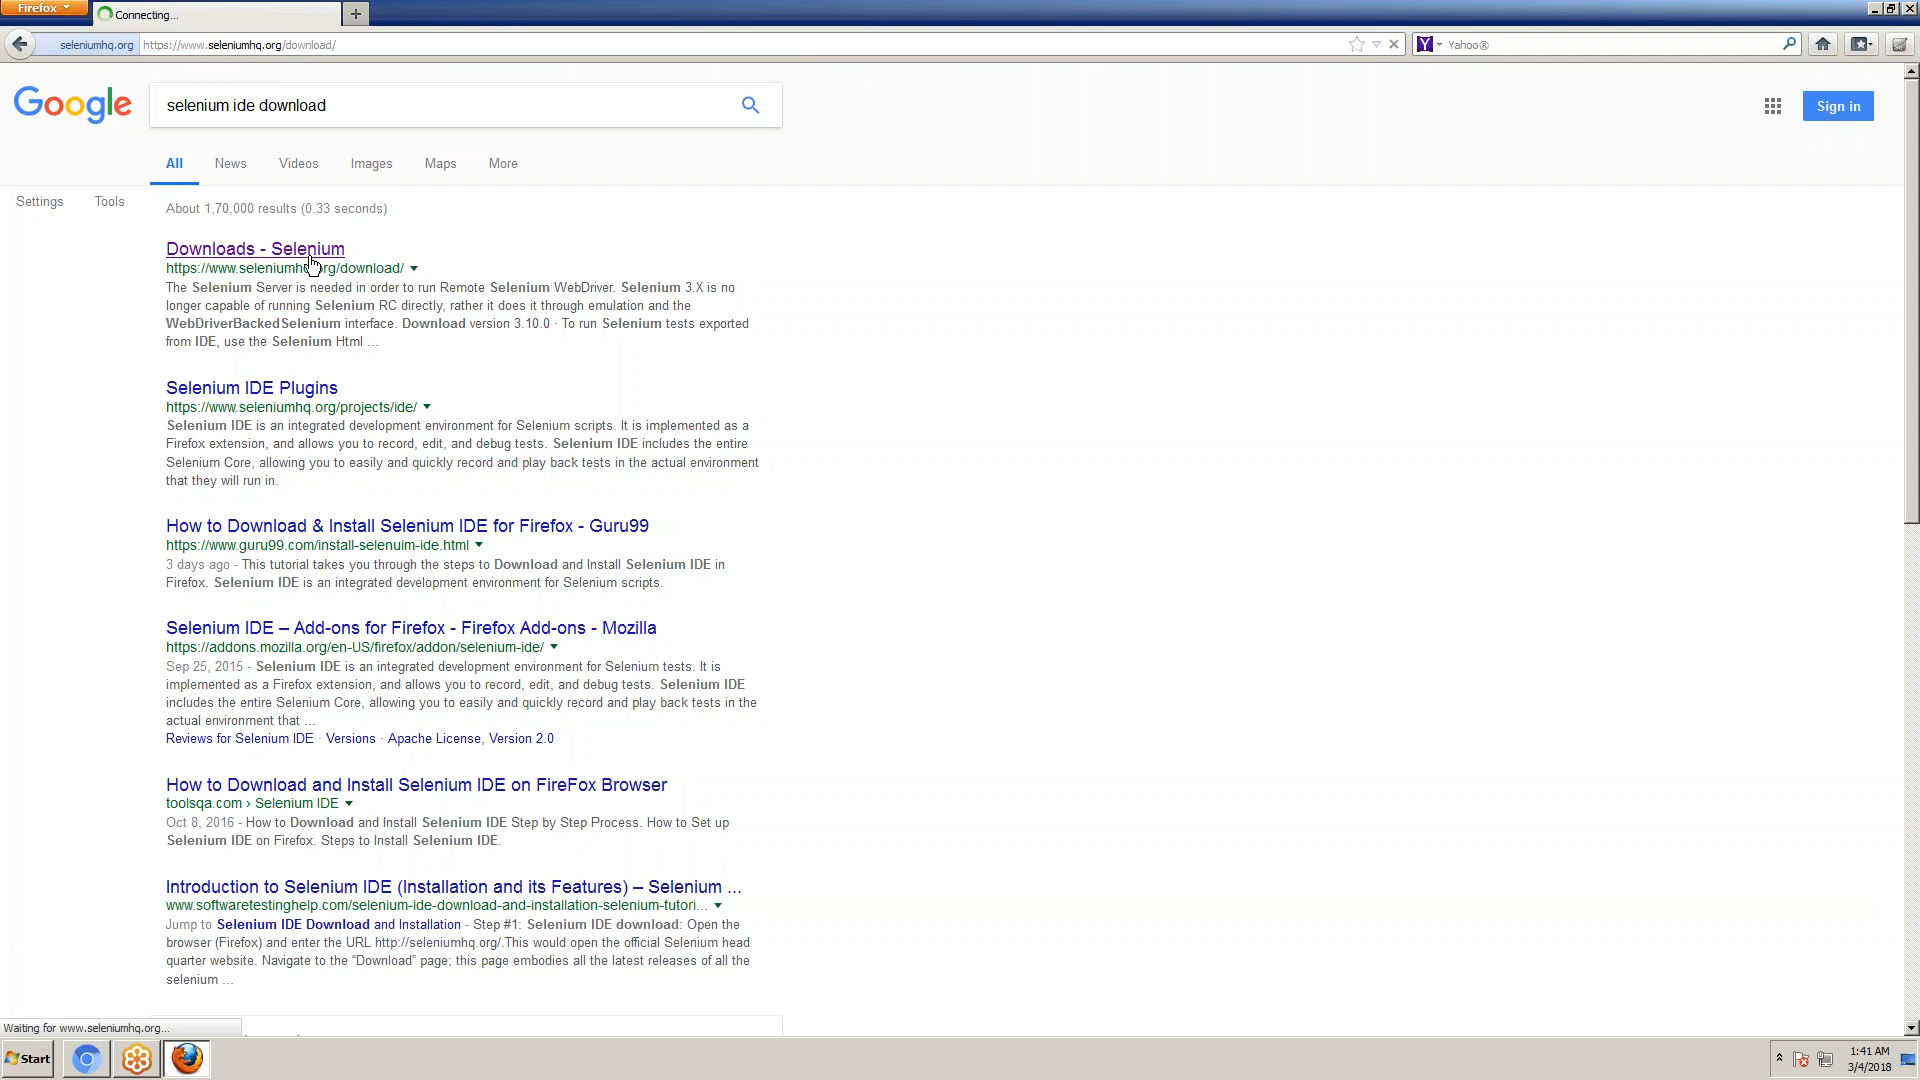 Firefox
Connecting...
seleniumhq.org
https://www.seleniumhq.org/download/
Yahoo®
Google
selenium ide download
Sign in
All
News
Videos
Images
Maps
More
Settings
Tools
About 1,70,000 results (0.33 seconds)
Downloads - Selenium
https://www.seleniumhq.org/download/
The Selenium Server is needed in order to run Remote Selenium WebDriver. Selenium 3.X is no
longer capable of running Selenium RC directly, rather it does it through emulation and the
WebDriverBackedSelenium interface. Download version 3.10.0 · To run Selenium tests exported
from IDE, use the Selenium Html ...
Selenium IDE Plugins
https://www.seleniumhq.org/projects/ide/
Selenium IDE is an integrated development environment for Selenium scripts. It is implemented as a
Firefox extension, and allows you to record, edit, and debug tests. Selenium IDE includes the entire
Selenium Core, allowing you to easily and quickly record and play back tests in the actual environment
that they will run in.
How to Download & Install Selenium IDE for Firefox - Guru99
https://www.guru99.com/install-selenuim-ide.html
3 days ago - This tutorial takes you through the steps to Download and Install Selenium IDE in
Firefox. Selenium IDE is an integrated development environment for Selenium scripts.
Selenium IDE – Add-ons for Firefox - Firefox Add-ons - Mozilla
https://addons.mozilla.org/en-US/firefox/addon/selenium-ide/
Sep 25, 2015 - Selenium IDE is an integrated development environment for Selenium tests. It is
implemented as a Firefox extension, and allows you to record, edit, and debug tests. Selenium IDE
includes the entire Selenium Core, allowing you to easily and quickly record and play back tests in the
actual environment that ...
Reviews for Selenium IDE · Versions · Apache License, Version 2.0
How to Download and Install Selenium IDE on FireFox Browser
toolsqa.com › Selenium IDE
Oct 8, 2016 - How to Download and Install Selenium IDE Step by Step Process. How to Set up
Selenium IDE on Firefox. Steps to Install Selenium IDE.
Introduction to Selenium IDE (Installation and its Features) – Selenium ...
www.softwaretestinghelp.com/selenium-ide-download-and-installation-selenium-tutori...
Jump to Selenium IDE Download and Installation - Step #1: Selenium IDE download: Open the
browser (Firefox) and enter the URL http://seleniumhq.org/.This would open the official Selenium head
quarter website. Navigate to the “Download” page; this page embodies all the latest releases of all the
selenium ...
Waiting for www.seleniumhq.org...
Start
1:41 AM
3/4/2018